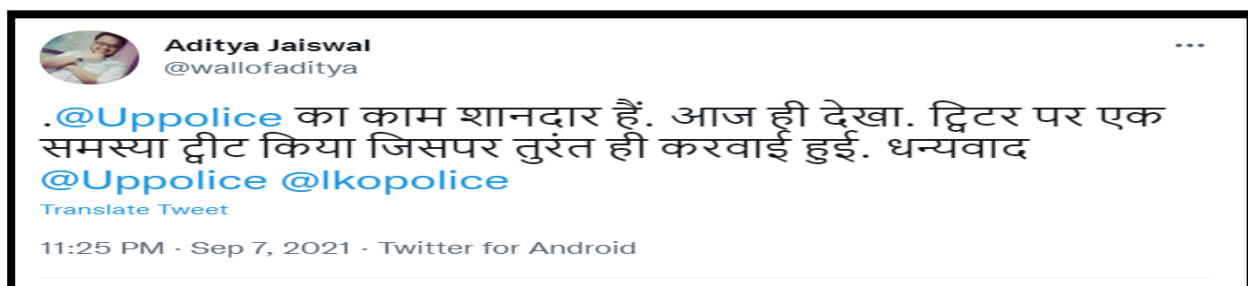 Aditya Jaiswal
@wallofaditya
.@Uppolice का काम शानदार हैं. आज ही देखा. ट्विटर पर एक
समस्या ट्वीट किया जिसपर तुरंत ही करवाई हुई. धन्यवाद
@Uppolice @lkopolice
Translate Tweet
11:25 PM · Sep 7, 2021 · Twitter for Android